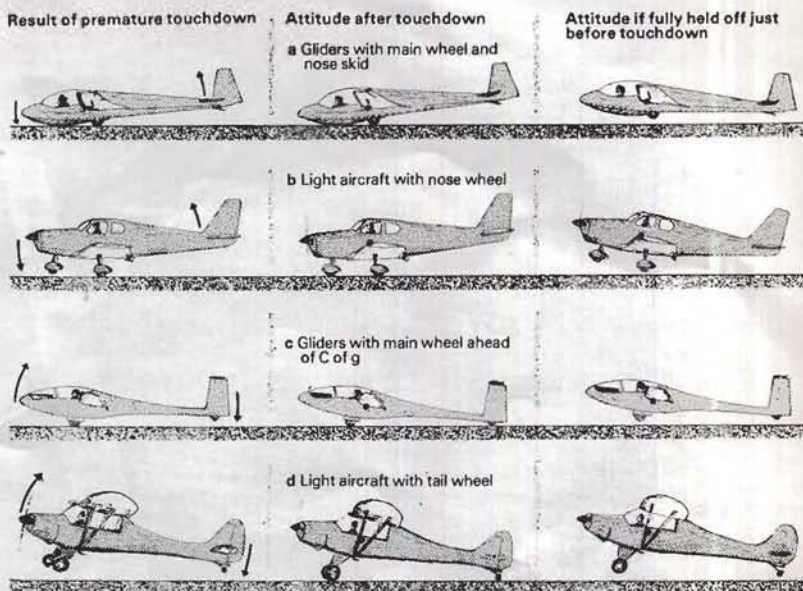 Result of premature touchdown
Attitude after touchdown
Attitude if fully held off just
before touchdown
a Gliders with main wheel and
nose skid
b Light aircraft with nose wheel
c Gliders with main wheel ahead
of C of g
d Light aircraft with tail wheel